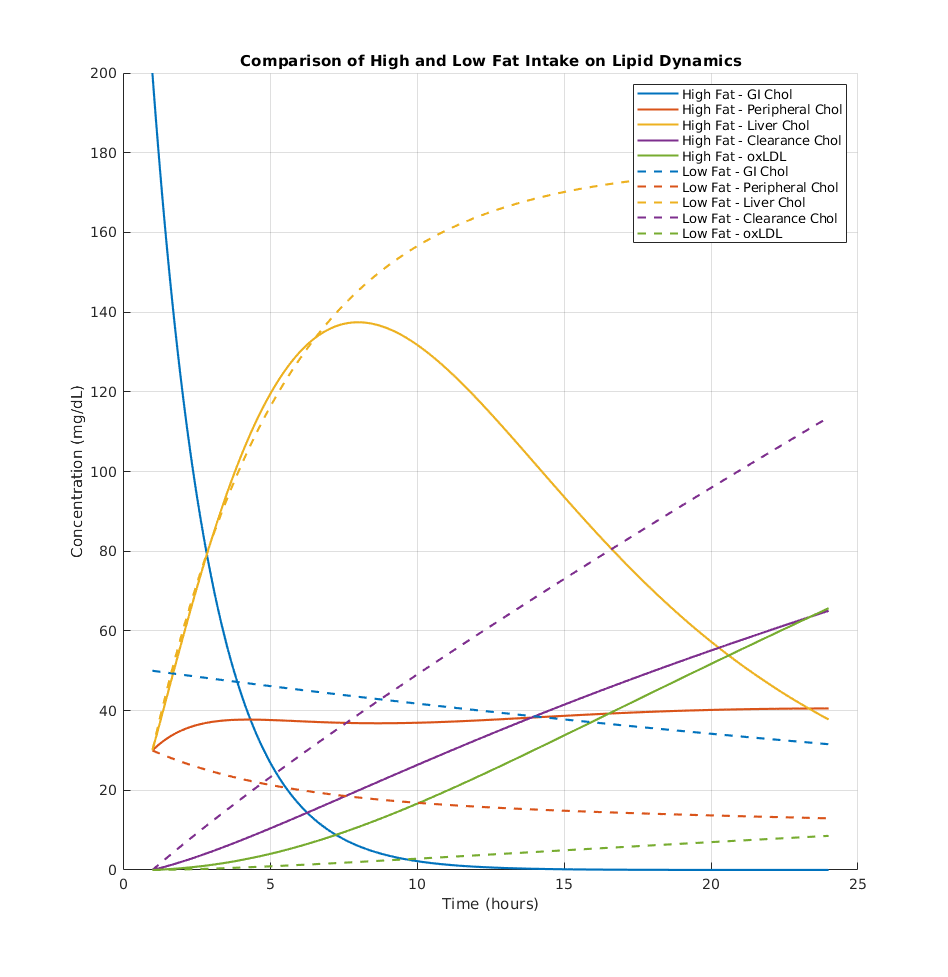 Comparison of High and Low Fat Intake on Lipid Dynamics
200
180
160
140
120
100
80
60
40
20
0
Concentration (mg/dL)
High Fat - GI Chol
High Fat - Peripheral Chol
High Fat - Liver Chol
High Fat - Clearance Chol
High Fat - oxLDL
Low Fat - GI Chol
Low Fat - Peripheral Chol
Low Fat - Liver Chol
Low Fat - Clearance Chol
Low Fat - oxLDL
0 5 10 15 20 25
Time (hours)